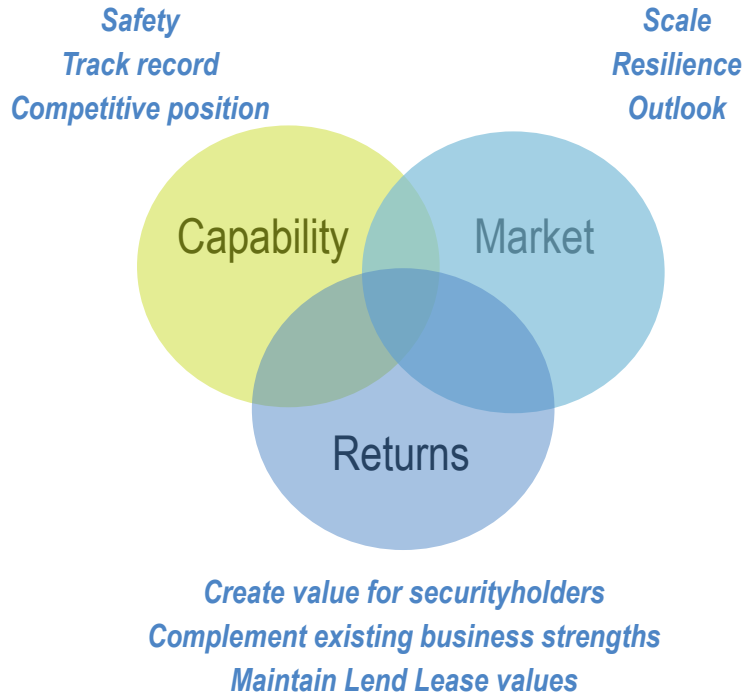 Safety
Track record
Competitive position
Scale
Resilience
Outlook
Capability
Market
Returns
Create value for securityholders
Complement existing business strengths
Maintain Lend Lease values